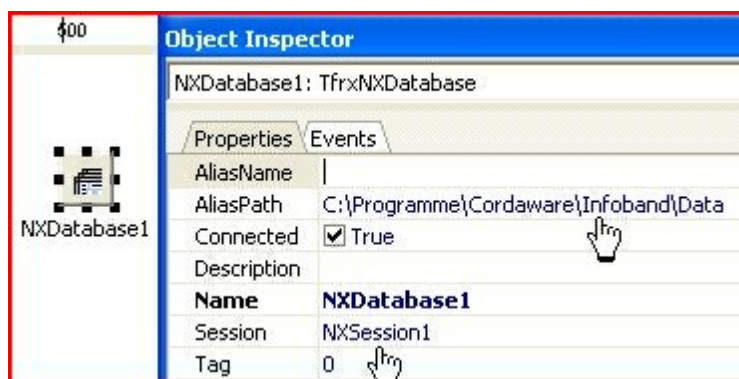 600
Object Inspector
NXDatabase1: TfrxNXDatabase
Properties Events
AliasName
AliasPath C:\Programme\Cordaware\Infoband\Data
Connected True
Description
Name NXDatabase1
Session NXSession1
Tag 0
NXDatabase1